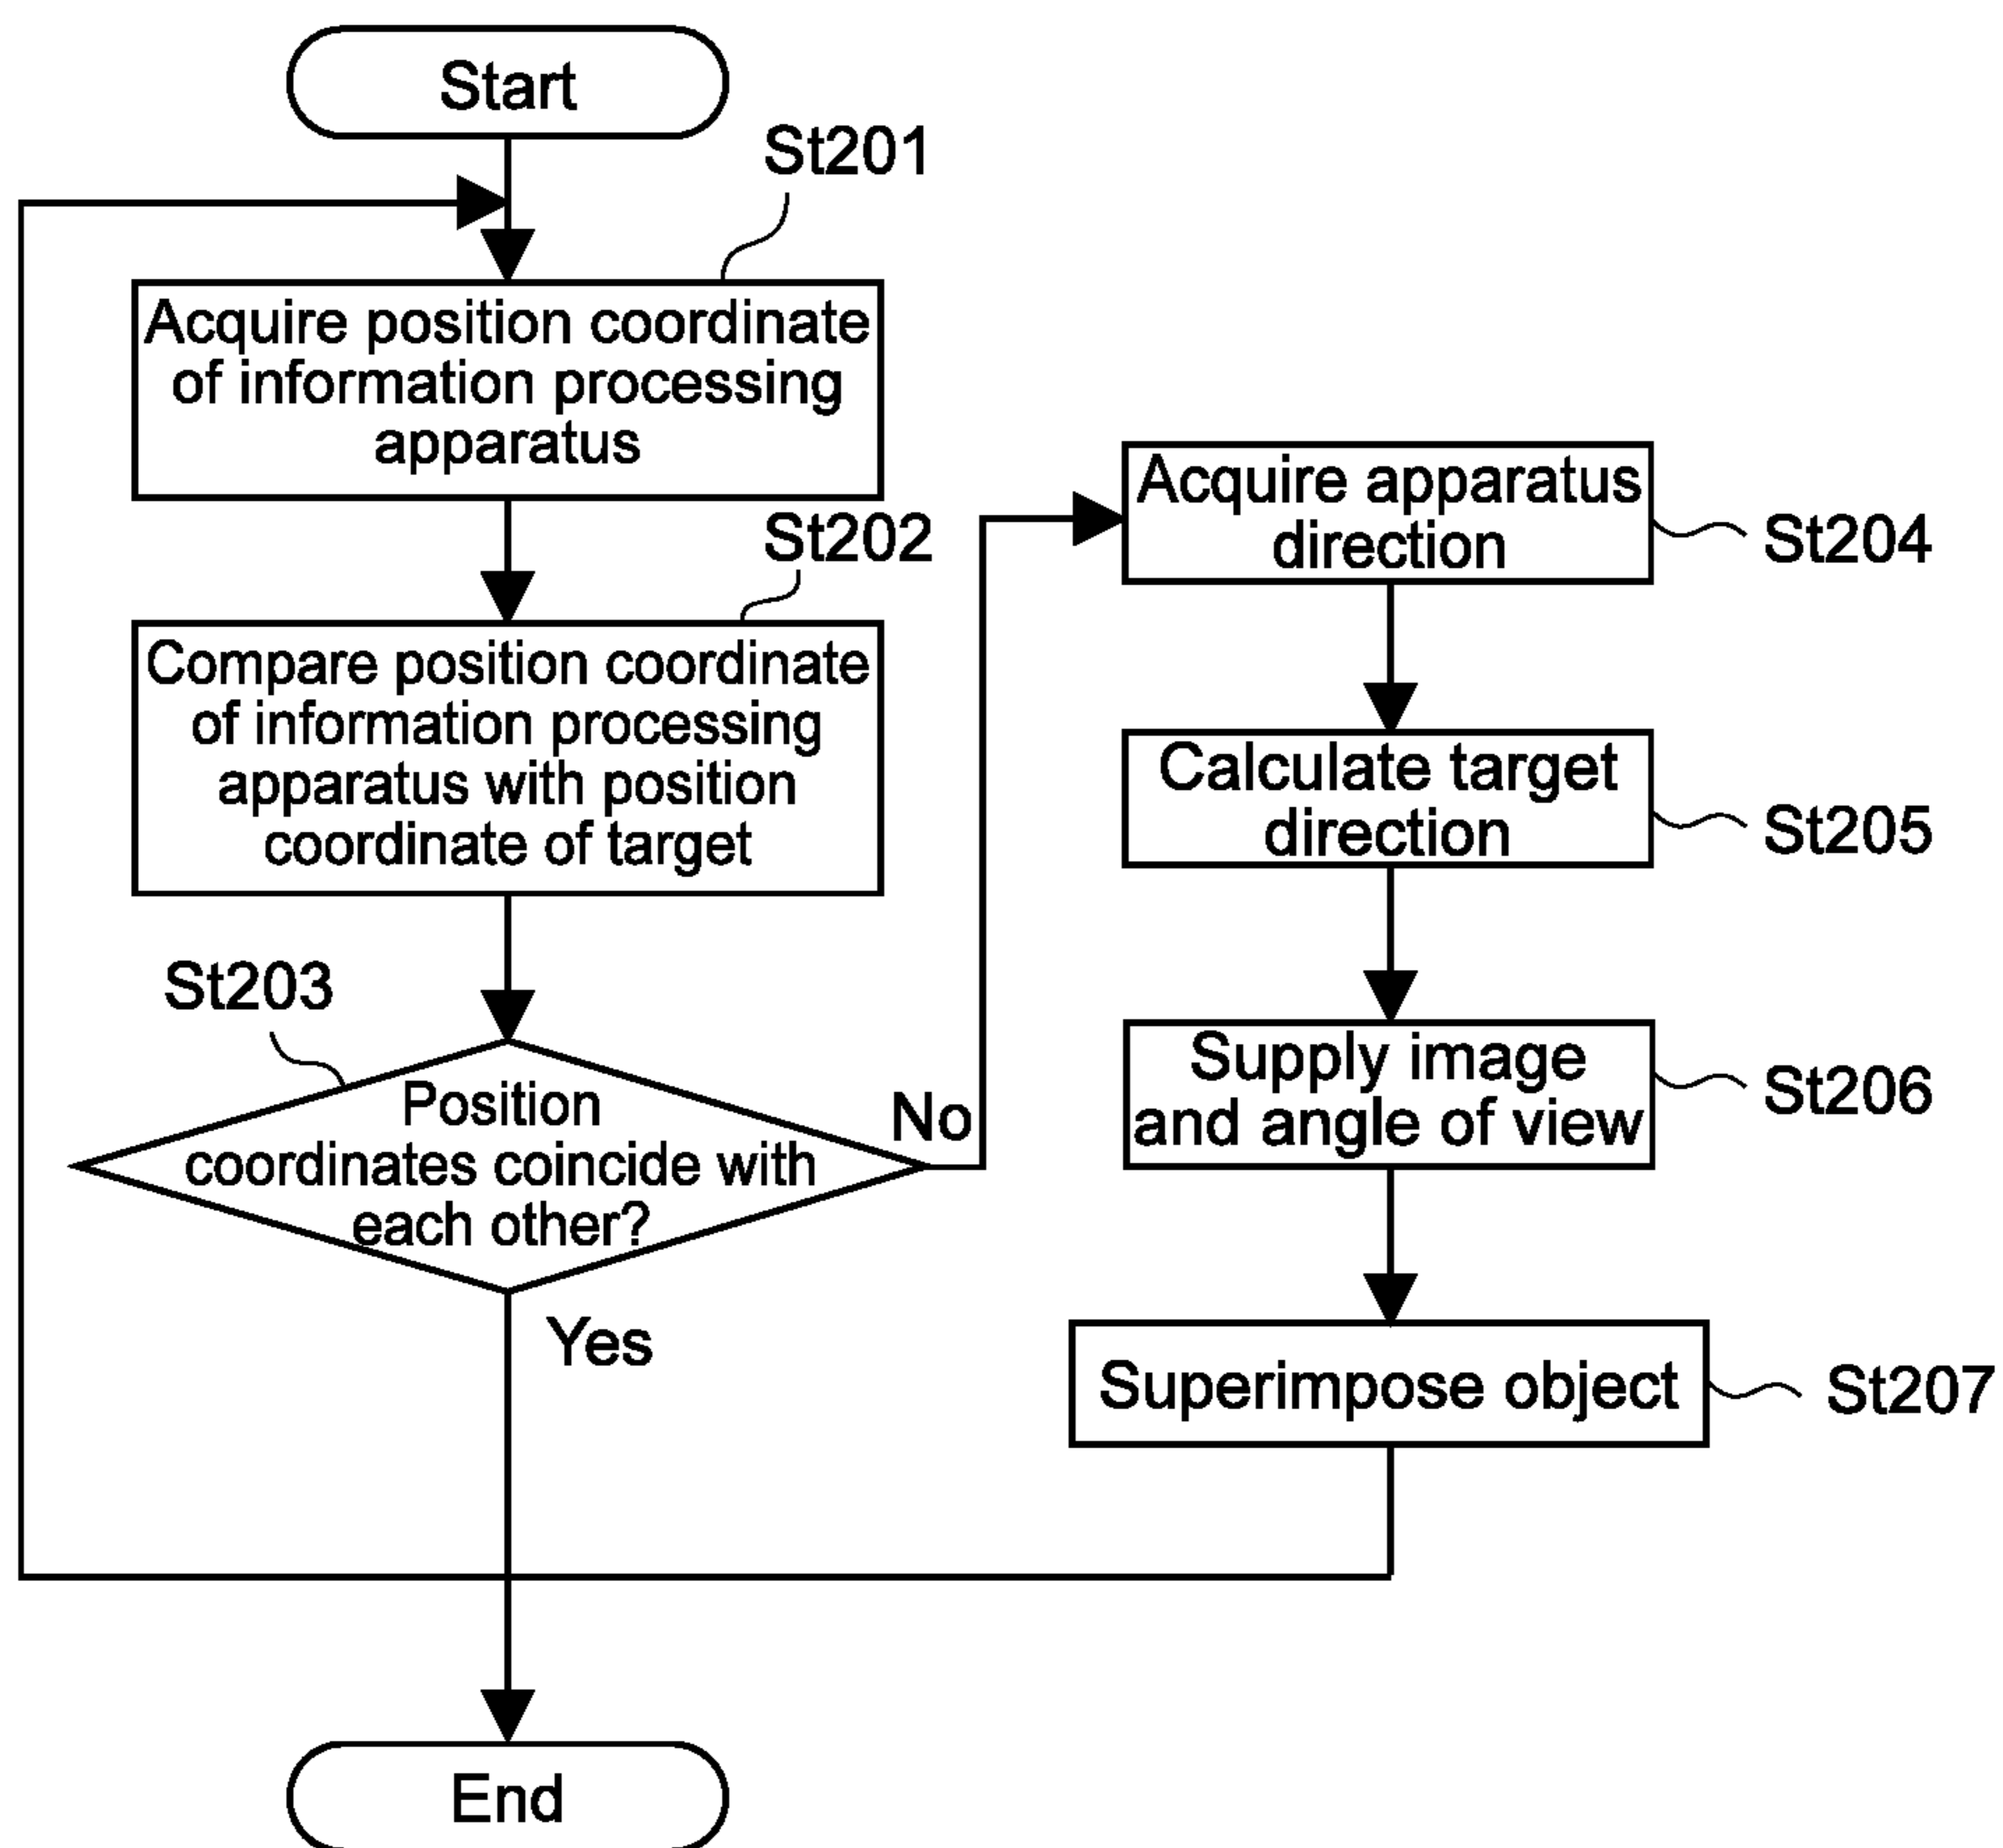 Start
St201
Acquire position coordinate
of information processing
apparatus
St202
Compare position coordinate
of information processing
apparatus with position
coordinate of target
St203
Position
coordinates coincide with
each other?
No
Yes
Acquire apparatus
direction
St204
Calculate target
direction
St205
Supply image
and angle of view
St206
Superimpose object
St207
End